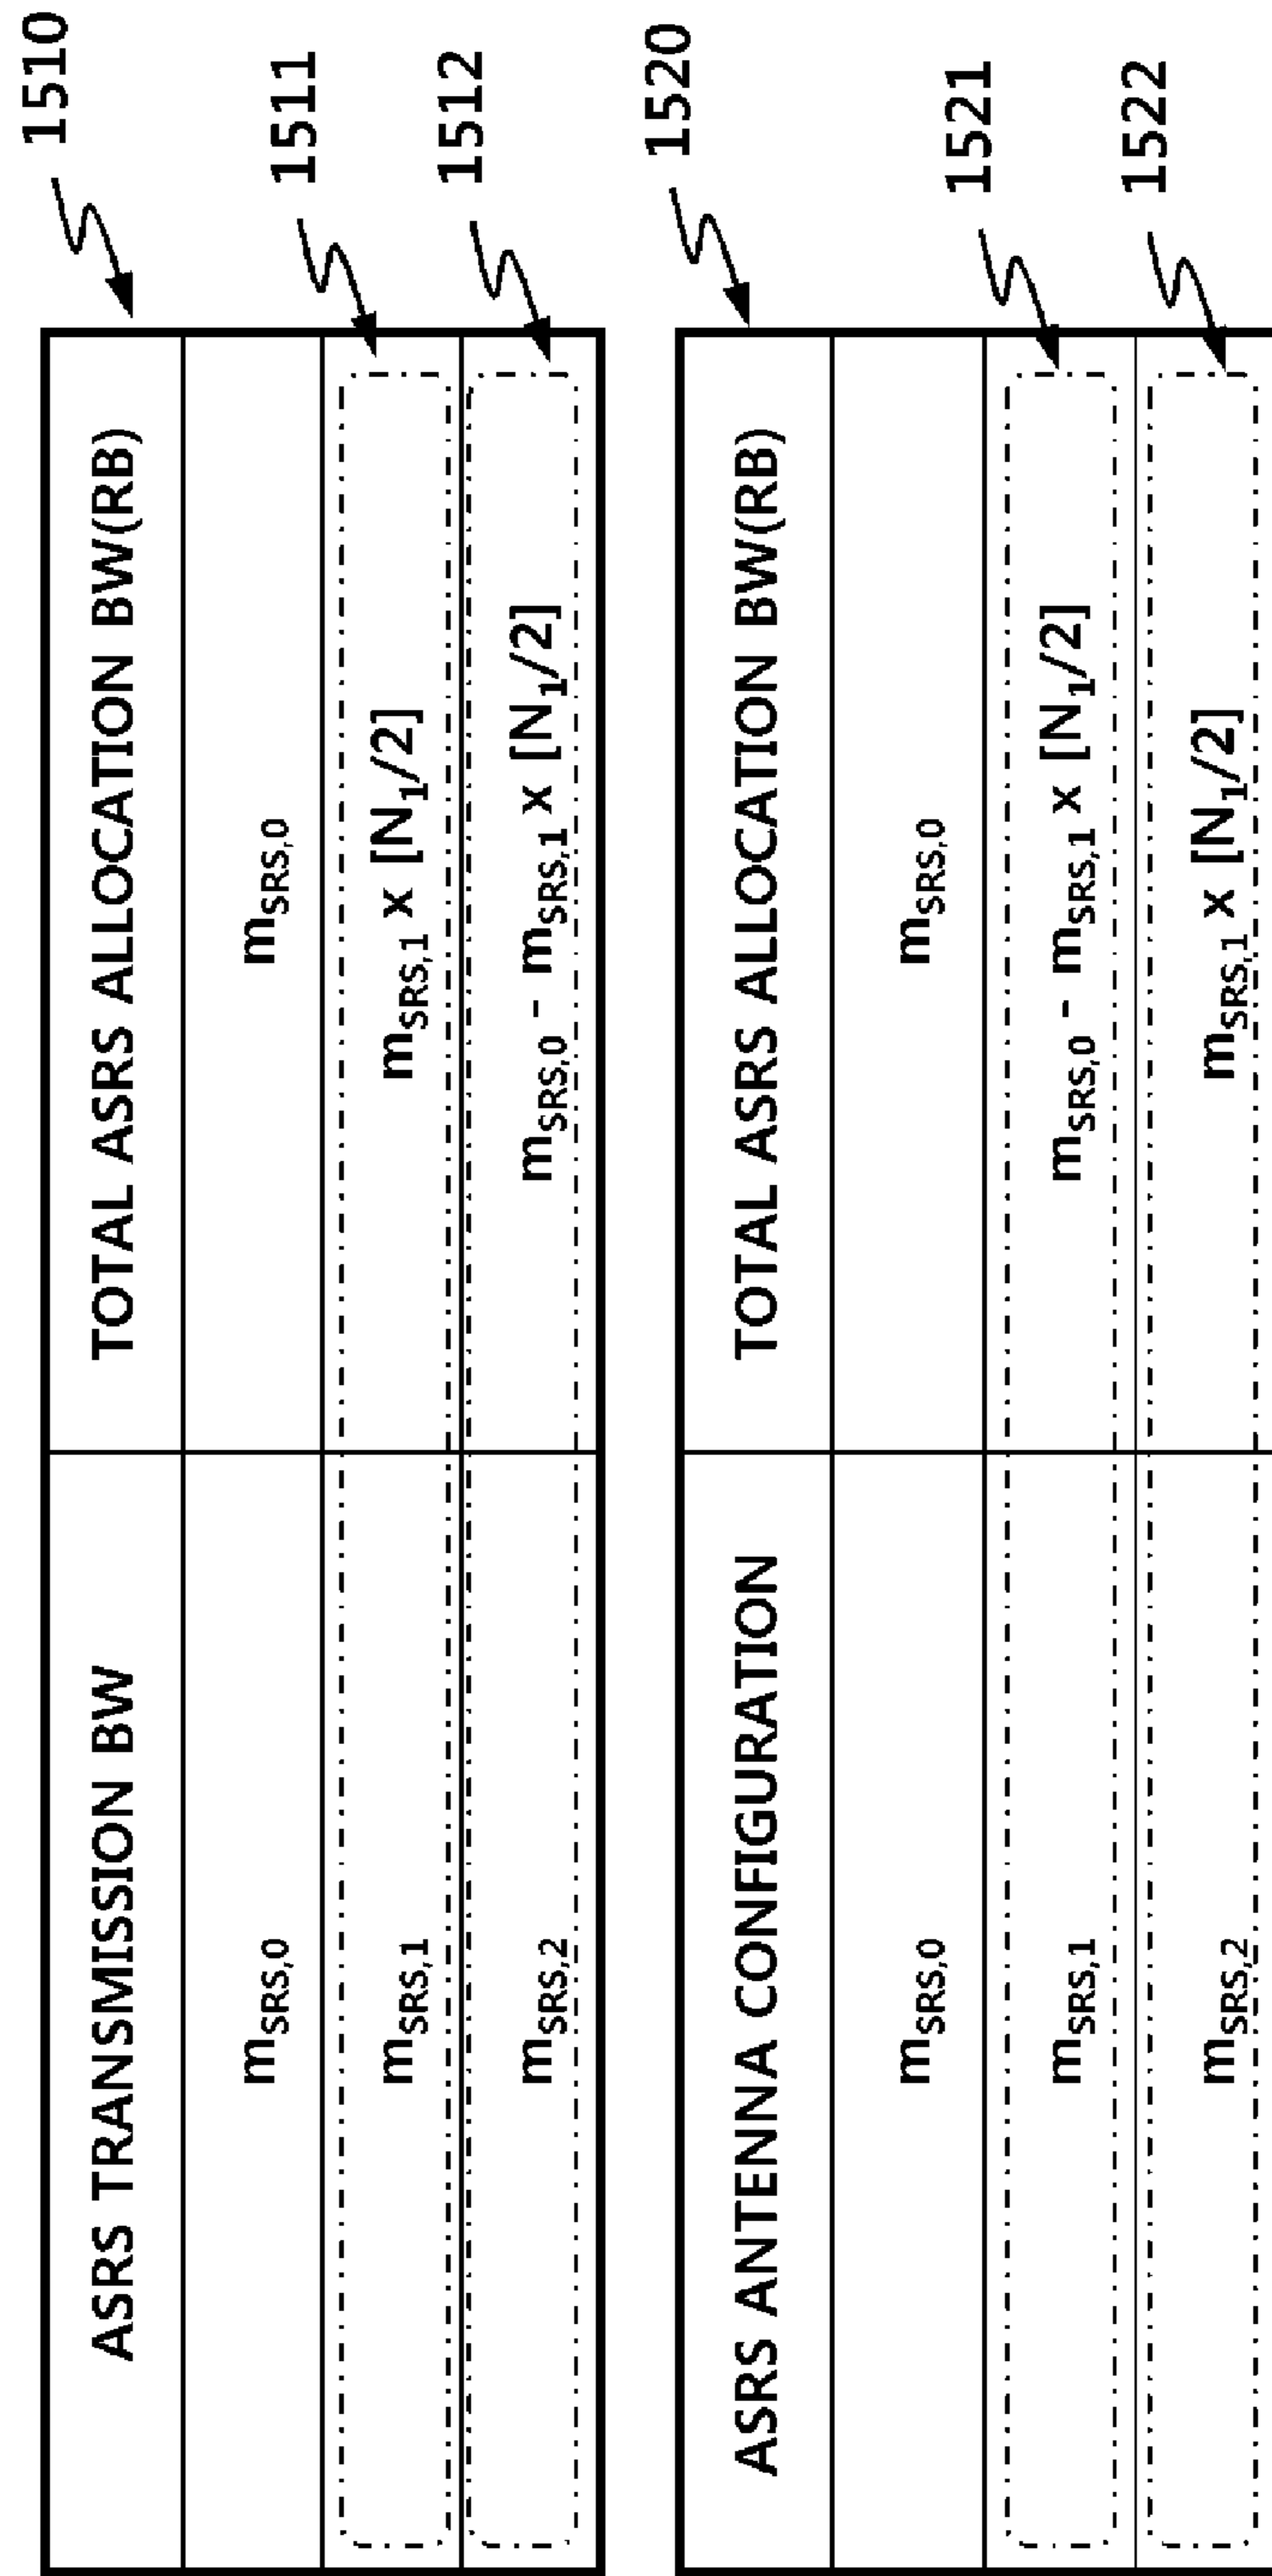 1510
ASRS TRANSMISSION BW TOTAL ASRS ALLOCATION BW(RB)
mSRS,0 mSRS,0
mSRS,1 mSRS,1 x [N1/2] 1511
mSRS,2 mSRS,0 - mSRS,1 x [N1/2] 1512
1520
ASRS ANTENNA CONFIGURATION TOTAL ASRS ALLOCATION BW(RB)
mSRS,0 mSRS,0
mSRS,1 mSRS,0 - mSRS,1 x [N1/2] 1521
mSRS,2 mSRS,1 x [N1/2] 1522